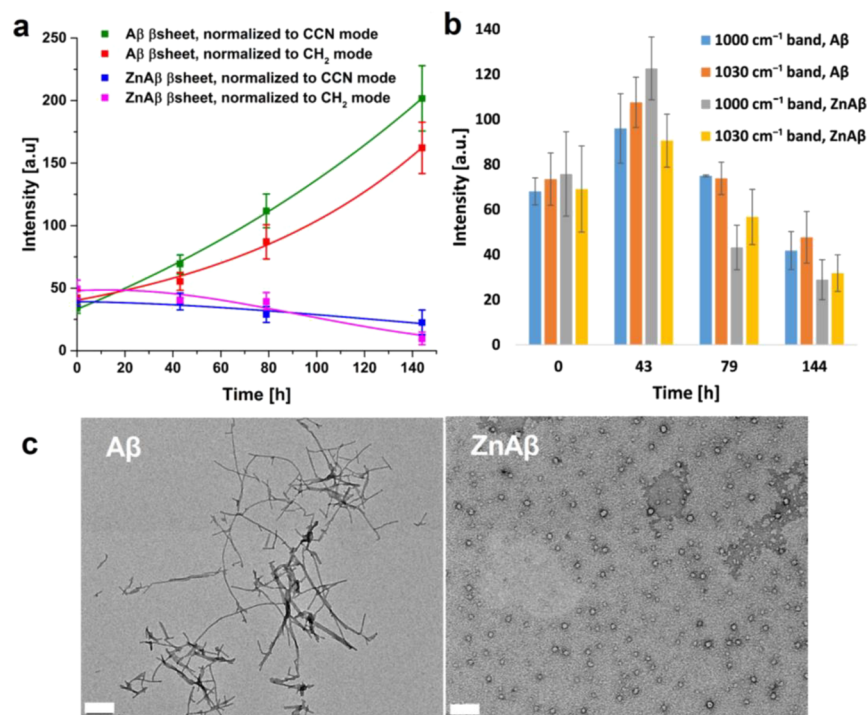 a
Aβ βsheet, normalized to CCN mode
Aβ βsheet, normalized to CH₂ mode
ZnAβ βsheet, normalized to CCN mode
ZnAβ βsheet, normalized to CH₂ mode
250
200
150
100
50
0
Intensity [a.u]
0 20 40 60 80 100 120 140
Time [h]
b
1000 cm⁻¹ band, Aβ
1030 cm⁻¹ band, Aβ
1000 cm⁻¹ band, ZnAβ
1030 cm⁻¹ band, ZnAβ
140
120
100
80
60
40
20
0
Intensity [a.u.]
0 43 79 144
Time [h]
c
Aβ
ZnAβ